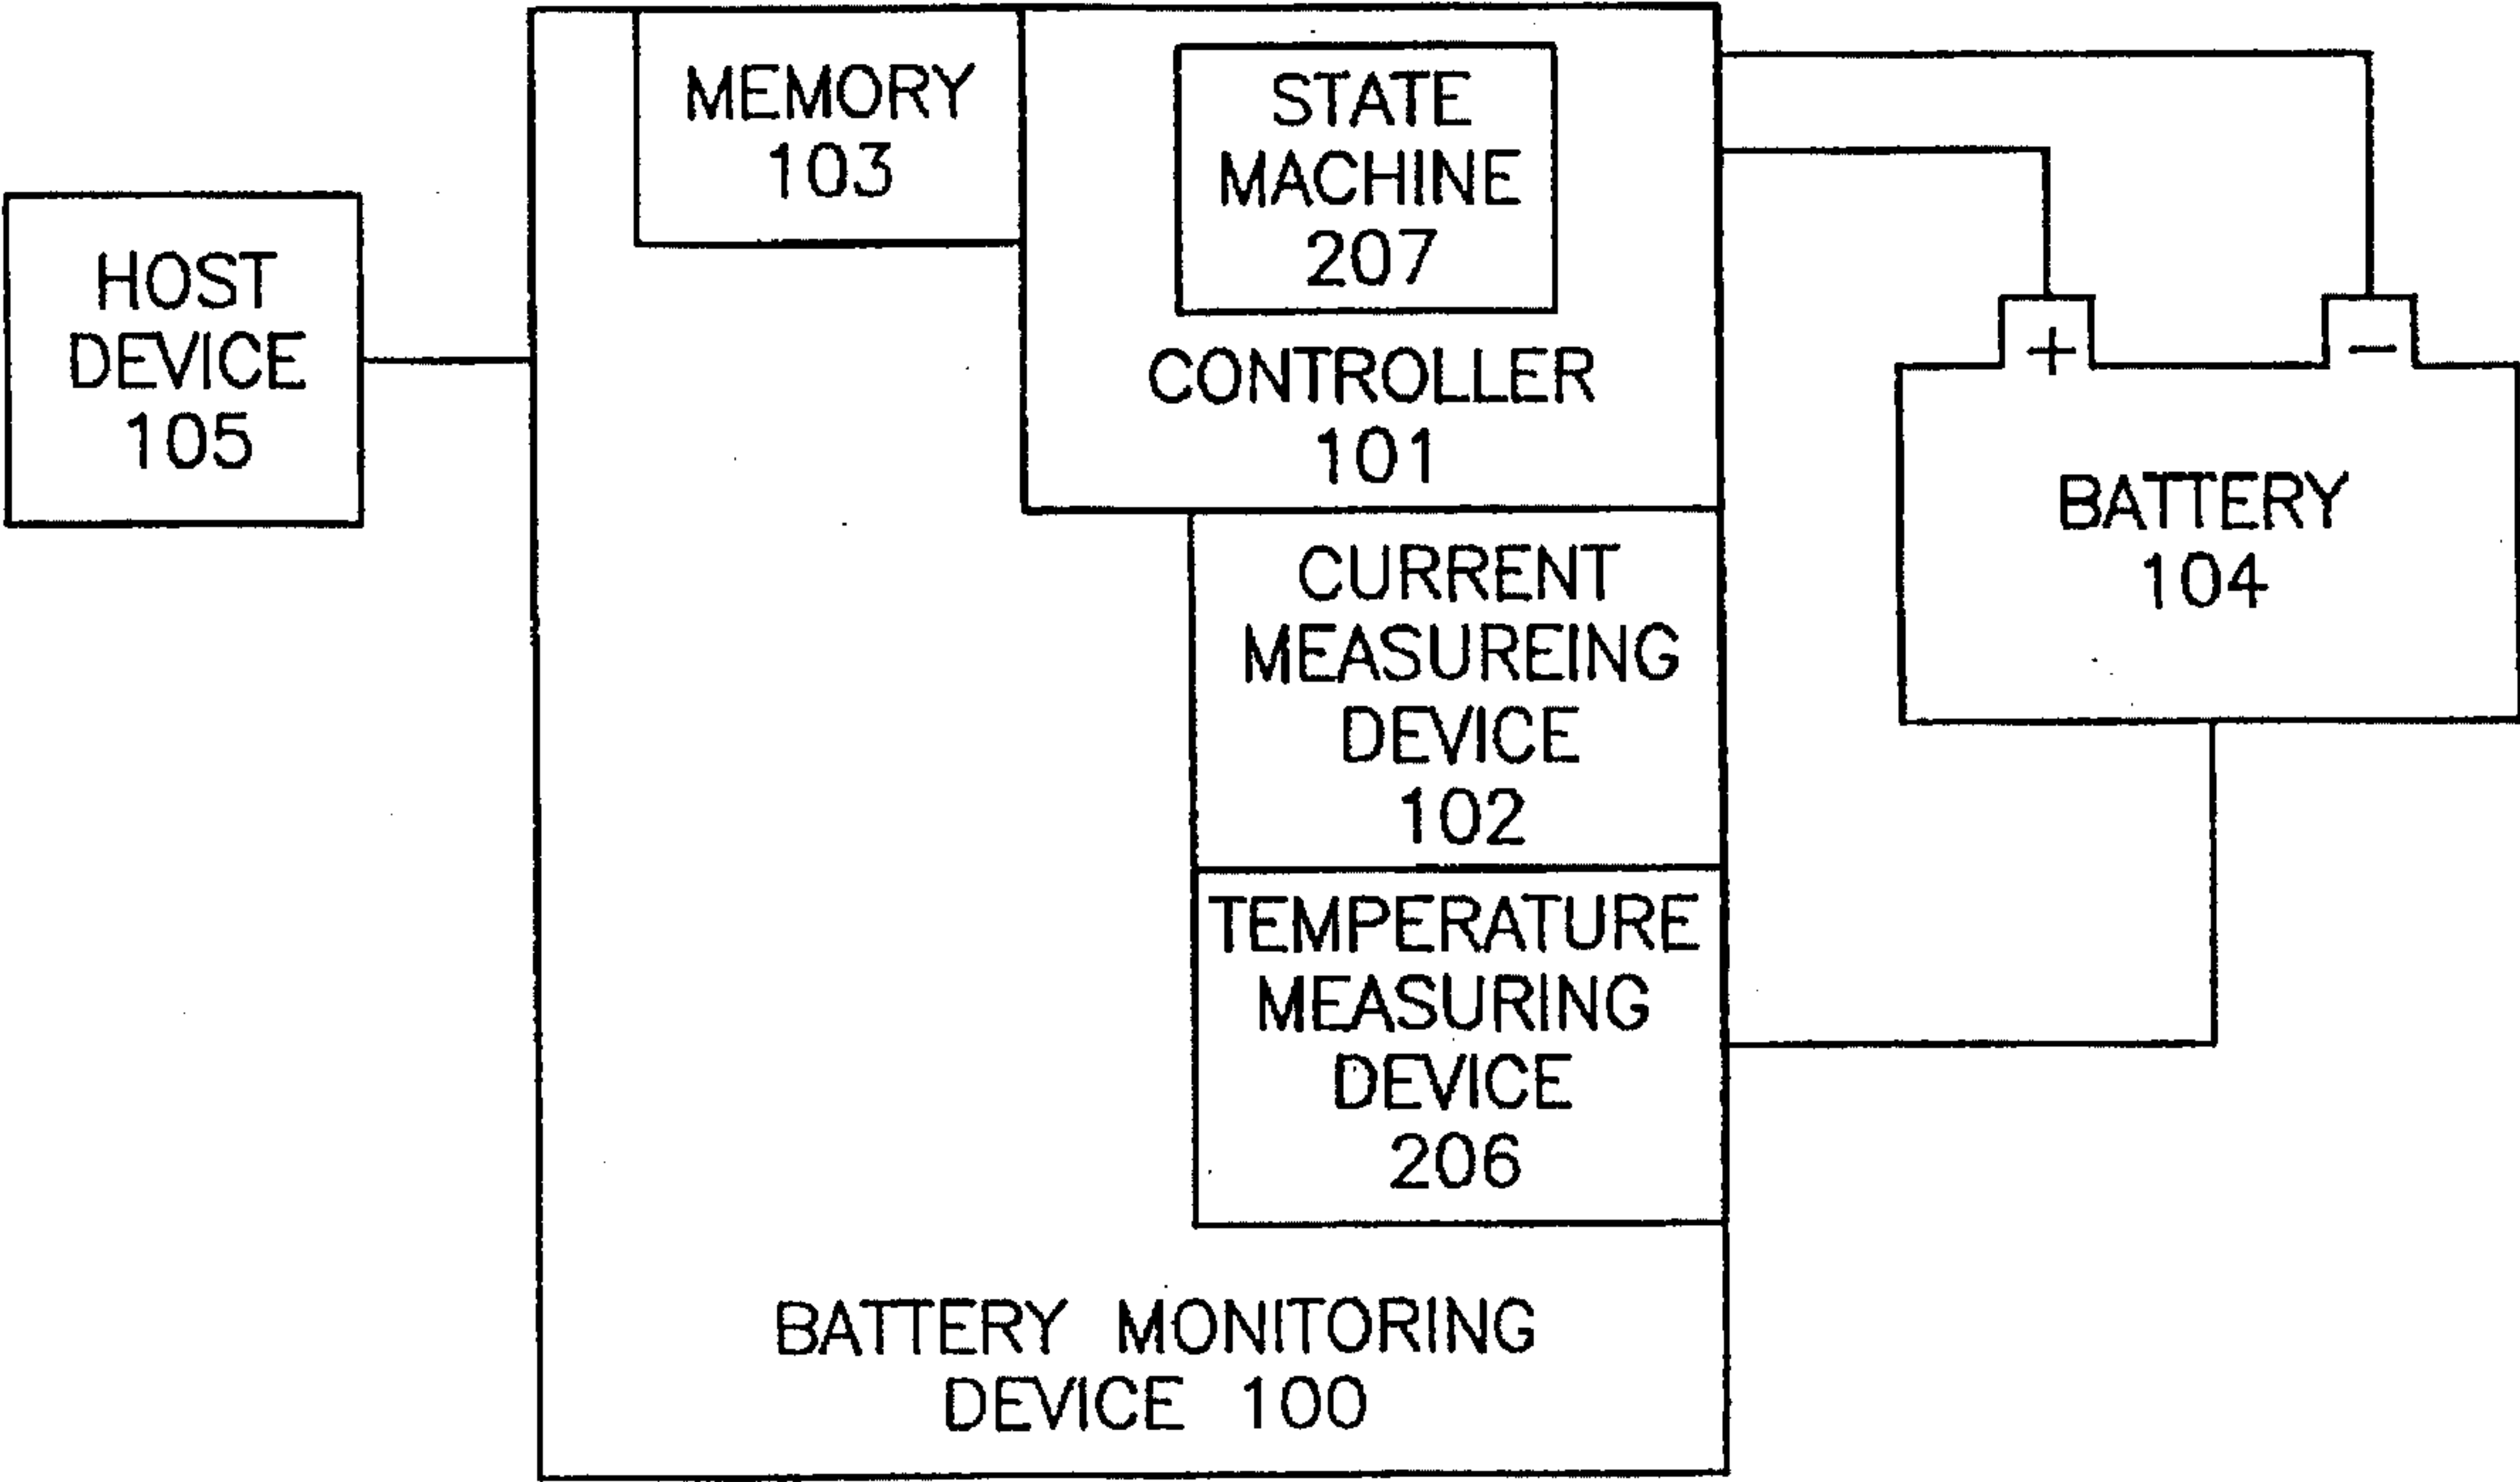 MEMORY
103
STATE
MACHINE
207
HOST
DEVICE
105
CONTROLLER
101
+
−
BATTERY
104
CURRENT
MEASUREING
DEVICE
102
TEMPERATURE
MEASURING
DEVICE
206
BATTERY MONITORING
DEVICE 100